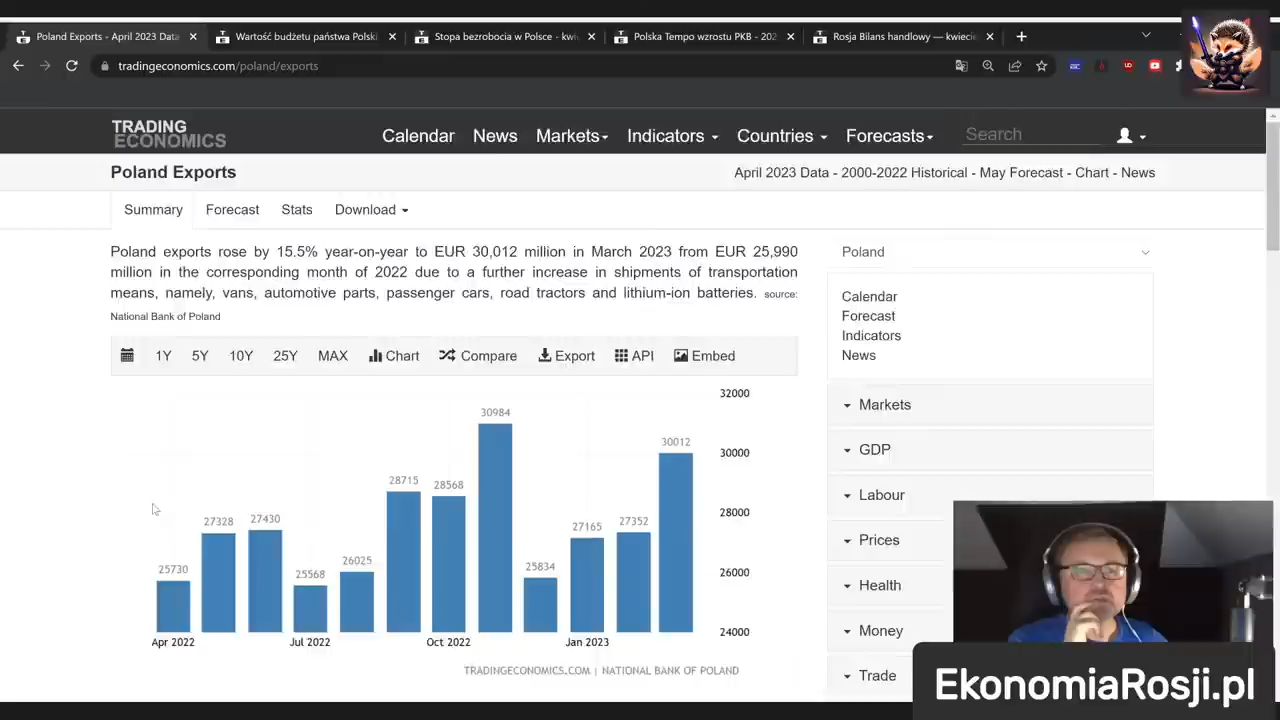 Poland Exports - April 2023 Data
Wartość budżetu państwa Polski
Stopa bezrobocia w Polsce - kwi
Polska Tempo wzrostu PKB - 202
Rosja Bilans handlowy — kwiecie
tradingeconomics.com/poland/exports
TRADING
ECONOMICS
Calendar
News
Markets
Indicators
Countries
Forecasts
Search
Poland Exports
April 2023 Data - 2000-2022 Historical - May Forecast - Chart - News
Summary
Forecast
Stats
Download
Poland exports rose by 15.5% year-on-year to EUR 30,012 million in March 2023 from EUR 25,990
million in the corresponding month of 2022 due to a further increase in shipments of transportation
means, namely, vans, automotive parts, passenger cars, road tractors and lithium-ion batteries. source:
National Bank of Poland
1Y
5Y
10Y
25Y
MAX
Chart
Compare
Export
API
Embed
32000
30000
28000
26000
24000
25730
27328
27430
25568
26025
28715
28568
30984
25834
27165
27352
30012
Apr 2022
Jul 2022
Oct 2022
Jan 2023
TRADINGECONOMICS.COM | NATIONAL BANK OF POLAND
Poland
Calendar
Forecast
Indicators
News
Markets
GDP
Labour
Prices
Health
Money
Trade
EkonomiaRosji.pl